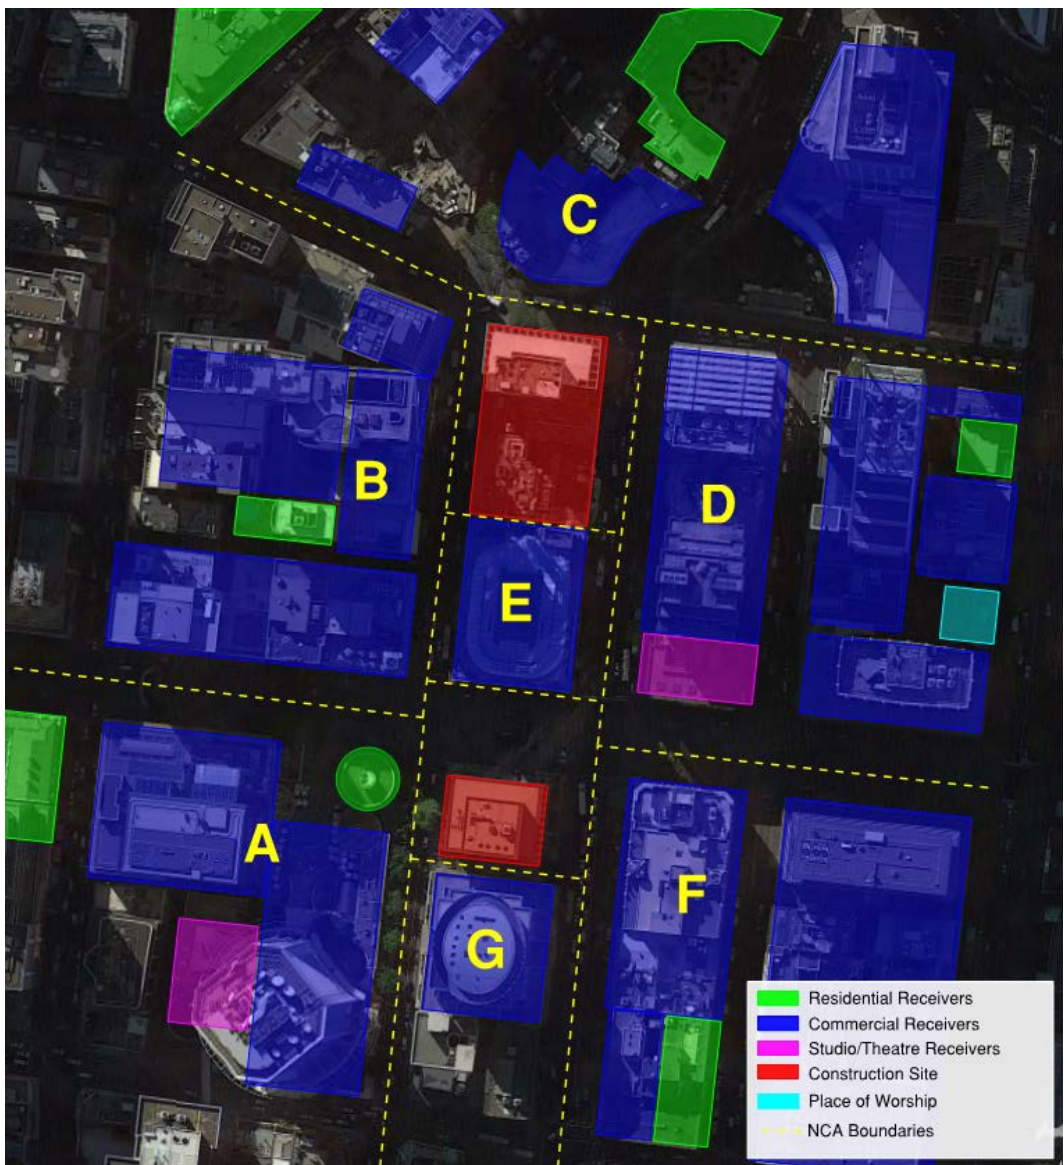 C
B
D
E
A
F
G
Residential Receivers
Commercial Receivers
Studio/Theatre Receivers
Construction Site
Place of Worship
NCA Boundaries